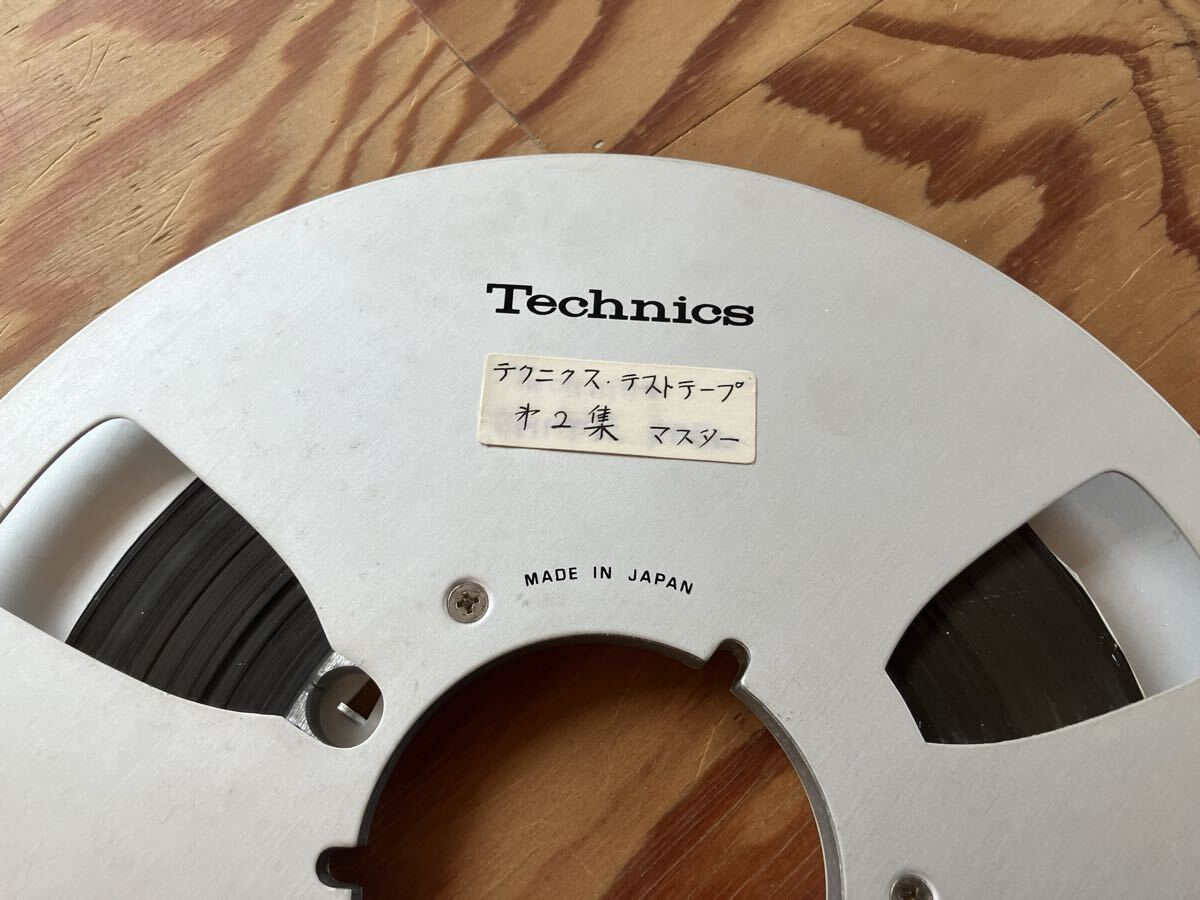 Technics
テクニクス・テストテープ
オ2集 マスター
MADE IN JAPAN